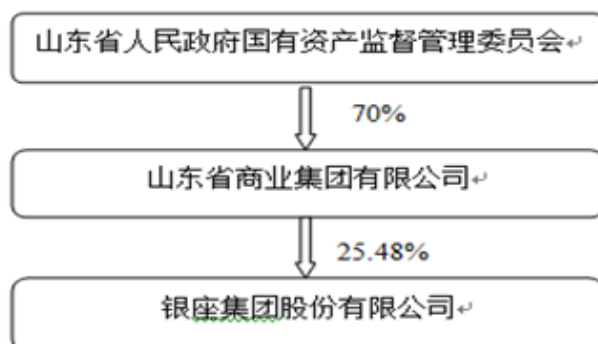 山东省人民政府国有资产监督管理委员会
70%
山东省商业集团有限公司
25.48%
银座集团股份有限公司